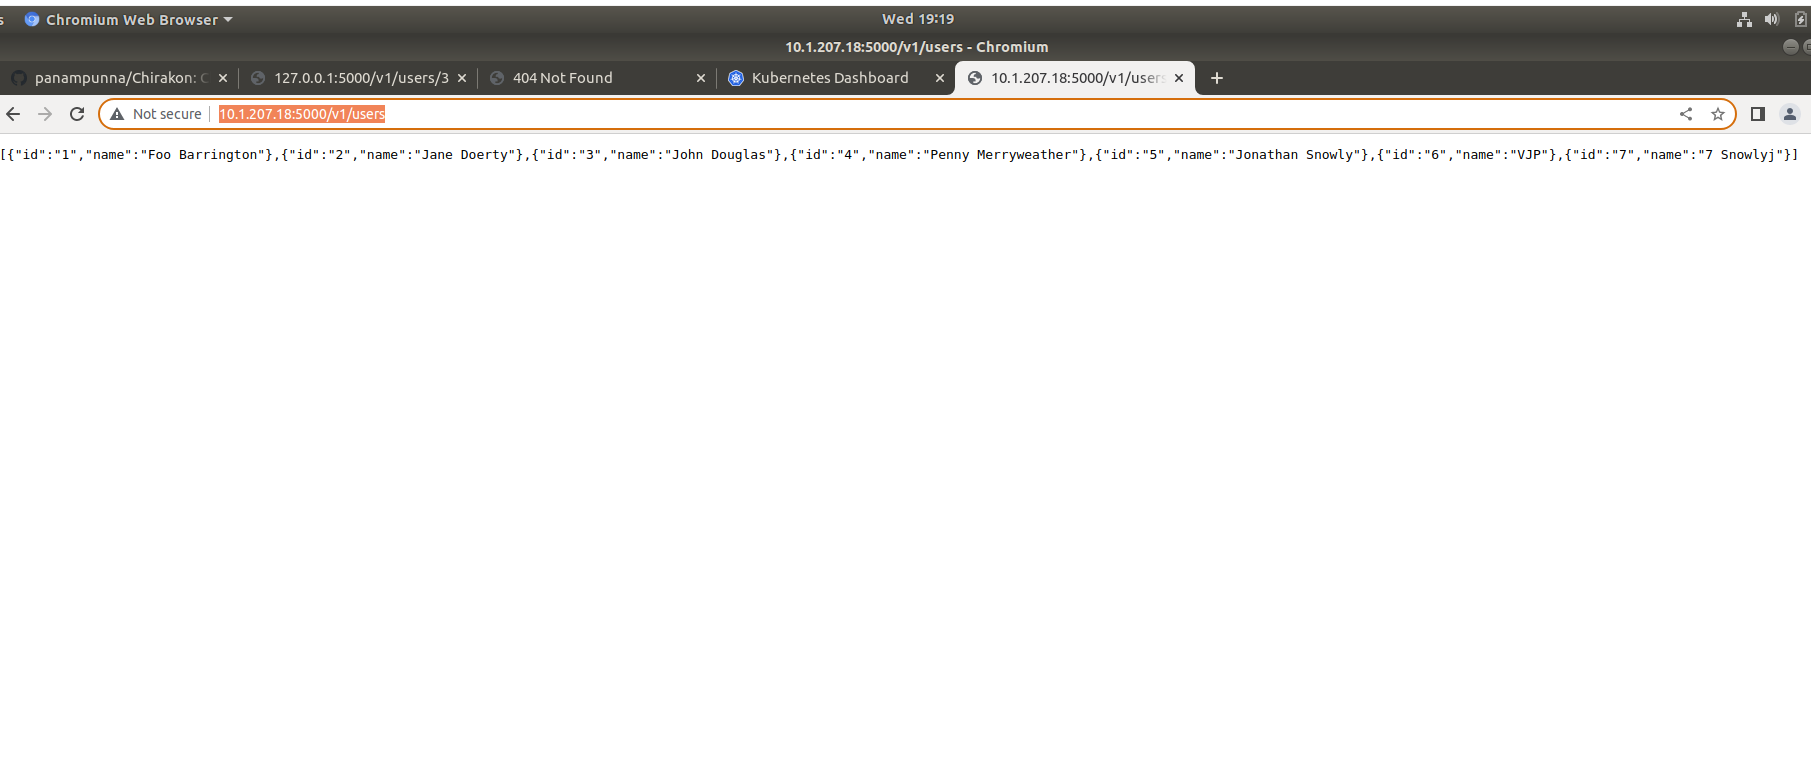 s Chromium Web Browser Wed 19:19
10.1.207.18:5000/v1/users - Chromium
panampunna/Chirakon: C 127.0.0.1:5000/v1/users/3 404 Not Found Kubernetes Dashboard 10.1.207.18:5000/v1/users
Not secure 10.1.207.18:5000/v1/users
[{"id":"1","name":"Foo Barrington"},{"id":"2","name":"Jane Doerty"},{"id":"3","name":"John Douglas"},{"id":"4","name":"Penny Merryweather"},{"id":"5","name":"Jonathan Snowly"},{"id":"6","name":"VJP"},{"id":"7","name":"7 Snowlyj"}]